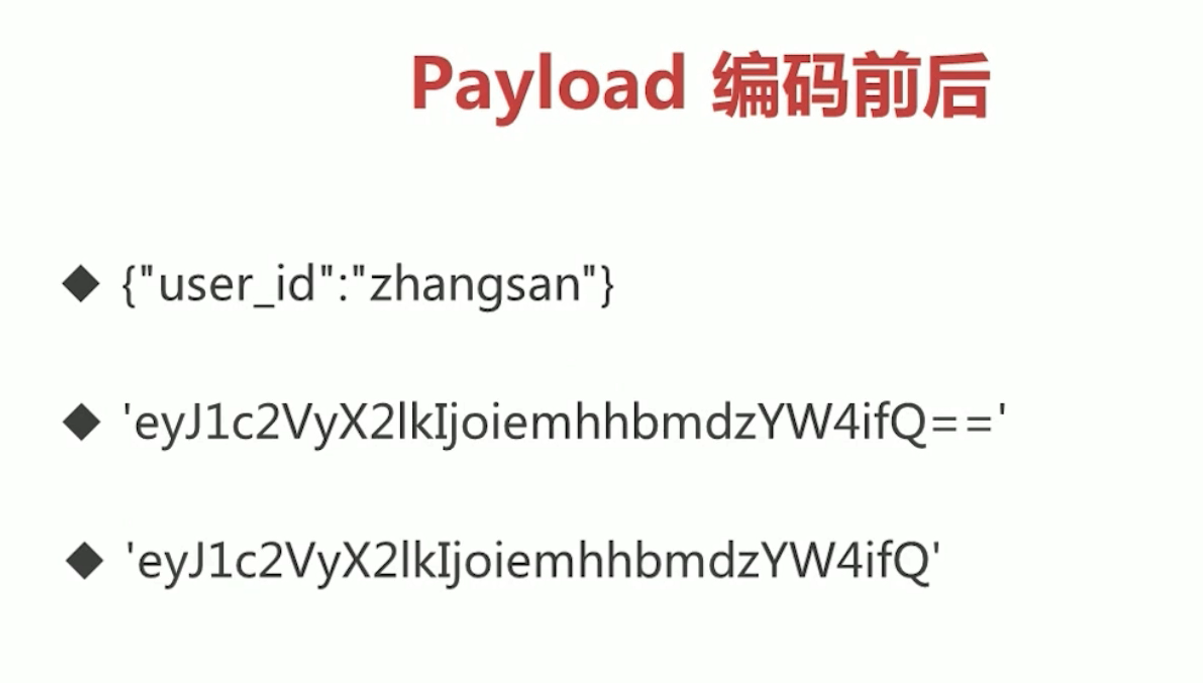 Payload 编码前后
◆ {"user_id":"zhangsan"}
◆ 'eyJ1c2VyX2lkIjoiemhhbmdzYW4ifQ=='
◆ 'eyJ1c2VyX2lkIjoiemhhbmdzYW4ifQ'